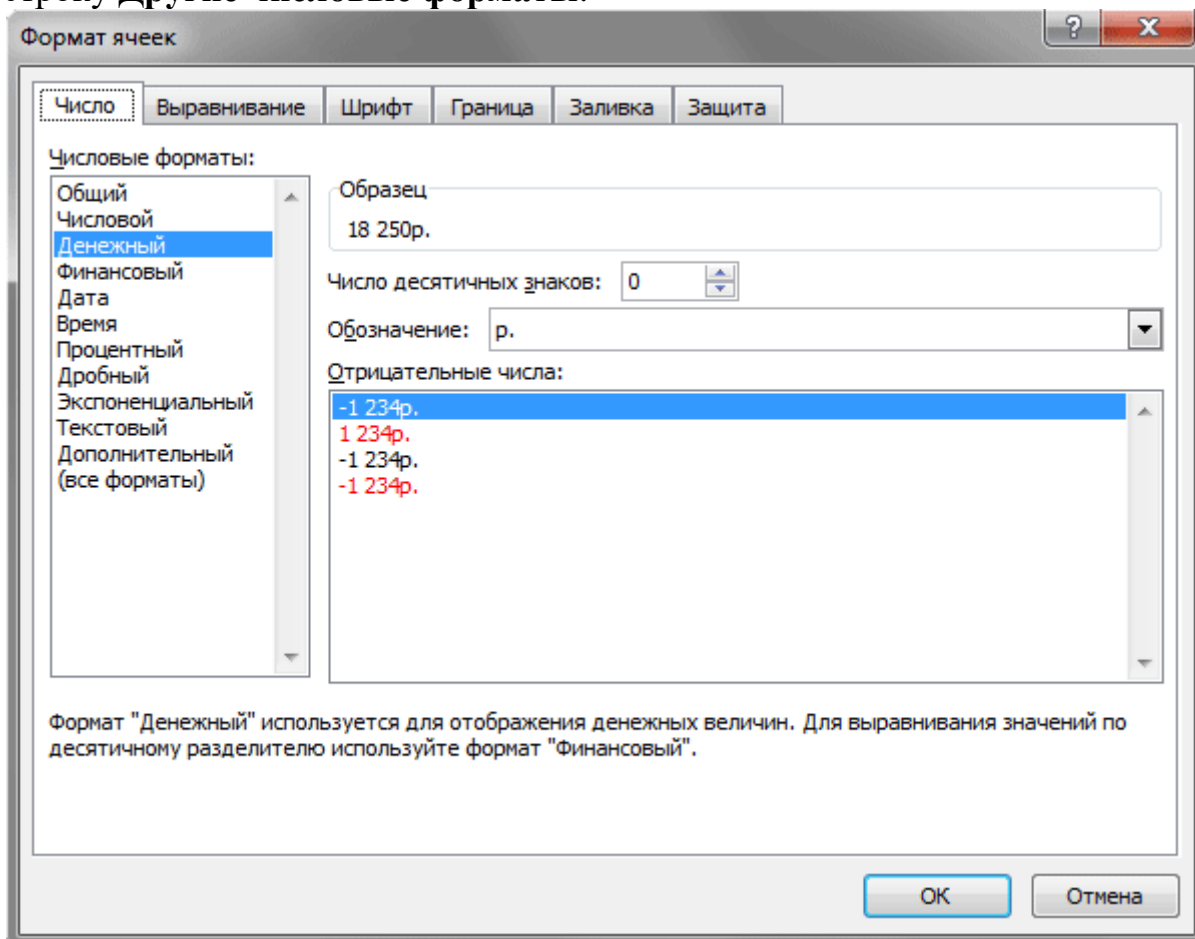 Другие числовые форматы.
Формат ячеек
?
Число Выравнивание Шрифт Граница Заливка Защита
Числовые форматы:
Общий
Числовой
Денежный
Финансовый
Дата
Время
Процентный
Дробный
Экспоненциальный
Текстовый
Дополнительный
(все форматы)
Образец
18 250р.
Число десятичных знаков: 0
Обозначение: р.
Отрицательные числа:
-1 234р.
1 234р.
-1 234р.
-1 234р.
Формат "Денежный" используется для отображения денежных величин. Для выравнивания значений по
десятичному разделителю используйте формат "Финансовый".
ОК Отмена